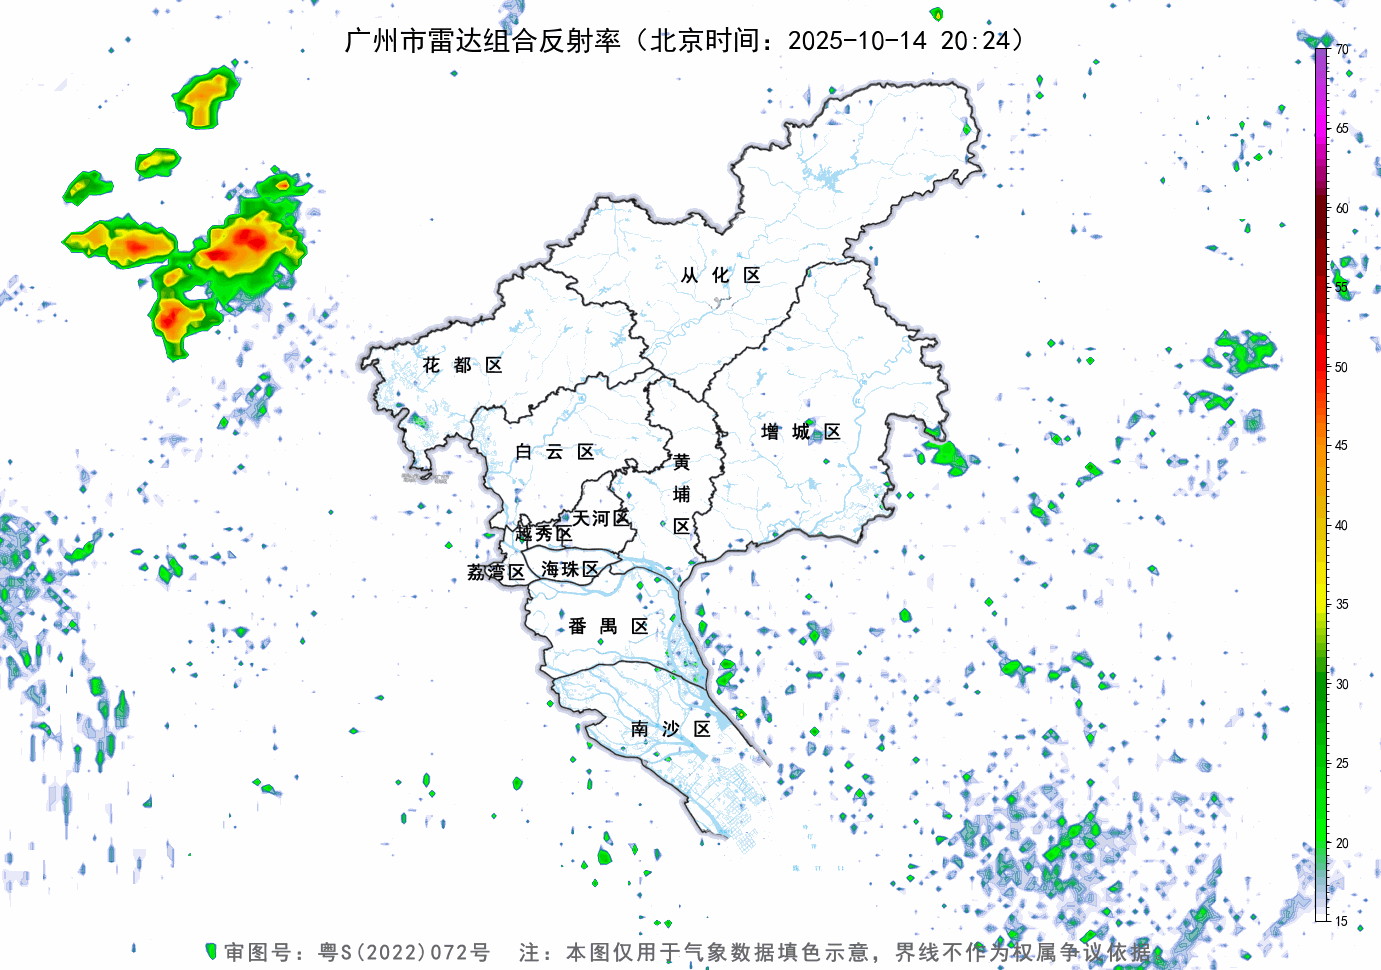 广州市雷达组合反射率（北京时间：2025-10-14 20:24）
70
65
60
55
50
45
40
35
30
25
20
15
从化区
花都区
增城区
白云区
黄埔区
天河区
越秀区
荔湾区
海珠区
番禺区
南沙区
审图号：粤S(2022)072号 注：本图仅用于气象数据填色示意，界线不作为权属争议依据